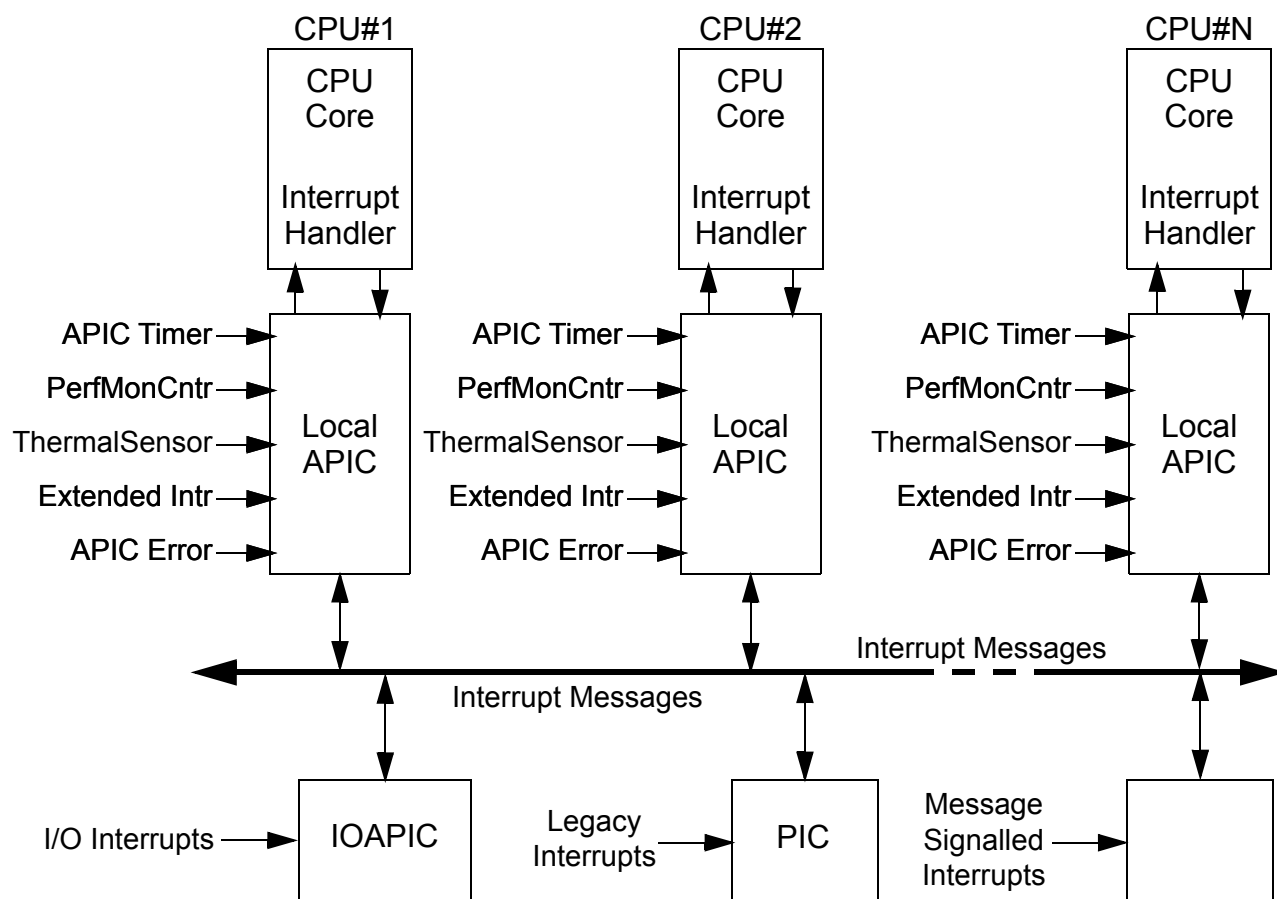 CPU#1
CPU#2
CPU#N
CPU
Core
Interrupt
Handler
CPU
Core
Interrupt
Handler
CPU
Core
Interrupt
Handler
APIC Timer
PerfMonCntr
ThermalSensor
Extended Intr
APIC Error
Local
APIC
APIC Timer
PerfMonCntr
ThermalSensor
Extended Intr
APIC Error
Local
APIC
APIC Timer
PerfMonCntr
ThermalSensor
Extended Intr
APIC Error
Local
APIC
Interrupt Messages
Interrupt Messages
I/O Interrupts
IOAPIC
Legacy
Interrupts
PIC
Message
Signalled
Interrupts